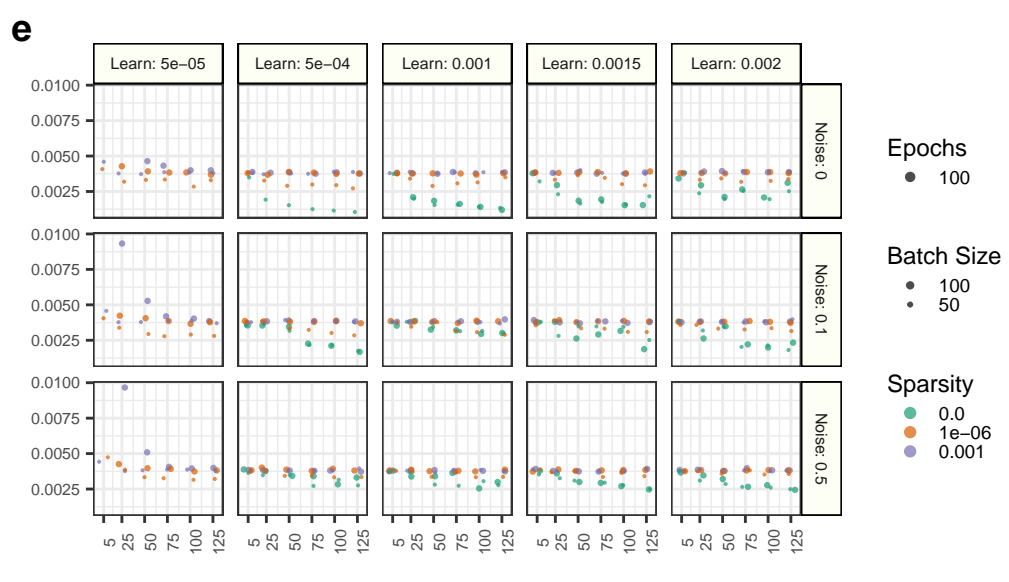 e
Learn: 5e−05 Learn: 5e−04 Learn: 0.001 Learn: 0.0015 Learn: 0.002
0.0100
0.0075
0.0050
0.0025
Noise: 0
0.0100
0.0075
0.0050
0.0025
Noise: 0.1
0.0100
0.0075
0.0050
0.0025
Noise: 0.5
5 25 50 75 100 125 5 25 50 75 100 125 5 25 50 75 100 125 5 25 50 75 100 125 5 25 50 75 100 125
Epochs
100
Batch Size
100
50
Sparsity
0.0
1e−06
0.001